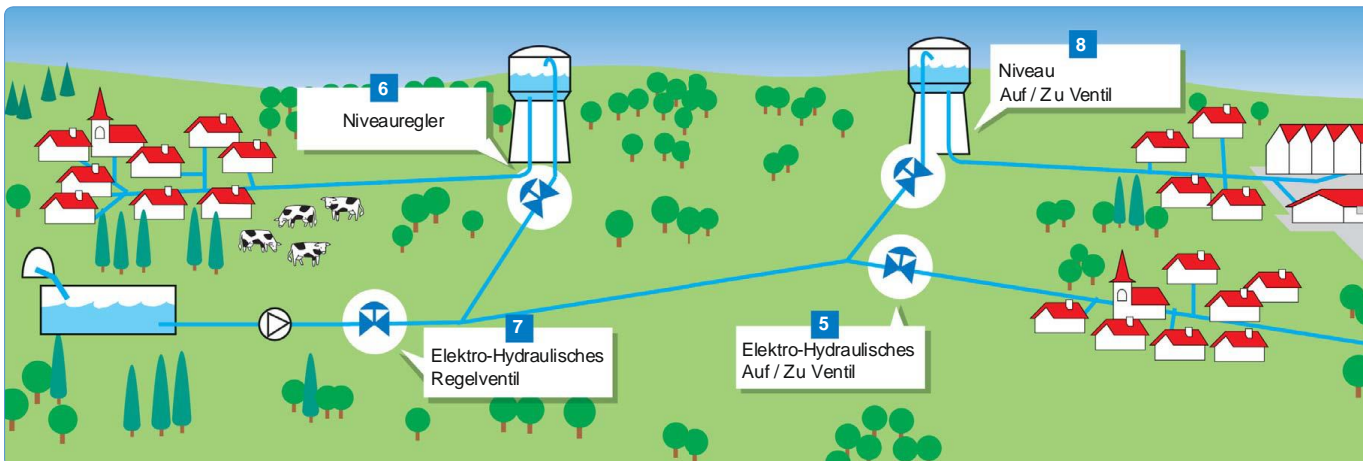 6
Niveauregler
8
Niveau
Auf / Zu Ventil
7
Elektro-Hydraulisches
Regelventil
5
Elektro-Hydraulisches
Auf / Zu Ventil